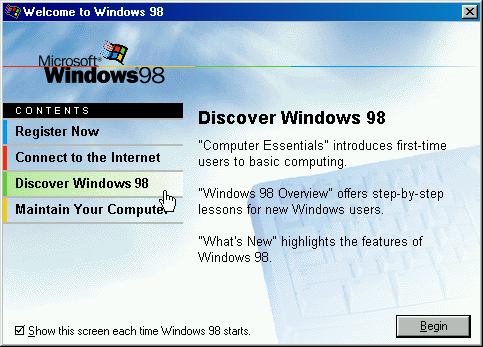 Welcome to Windows 98
Microsoft
Windows98
CONTENTS
Register Now
Connect to the Internet
Discover Windows 98
Maintain Your Computer
Discover Windows 98
"Computer Essentials" introduces first-time
users to basic computing.
"Windows 98 Overview" offers step-by-step
lessons for new Windows users.
"What's New" highlights the features of
Windows 98.
Show this screen each time Windows 98 starts.
Begin